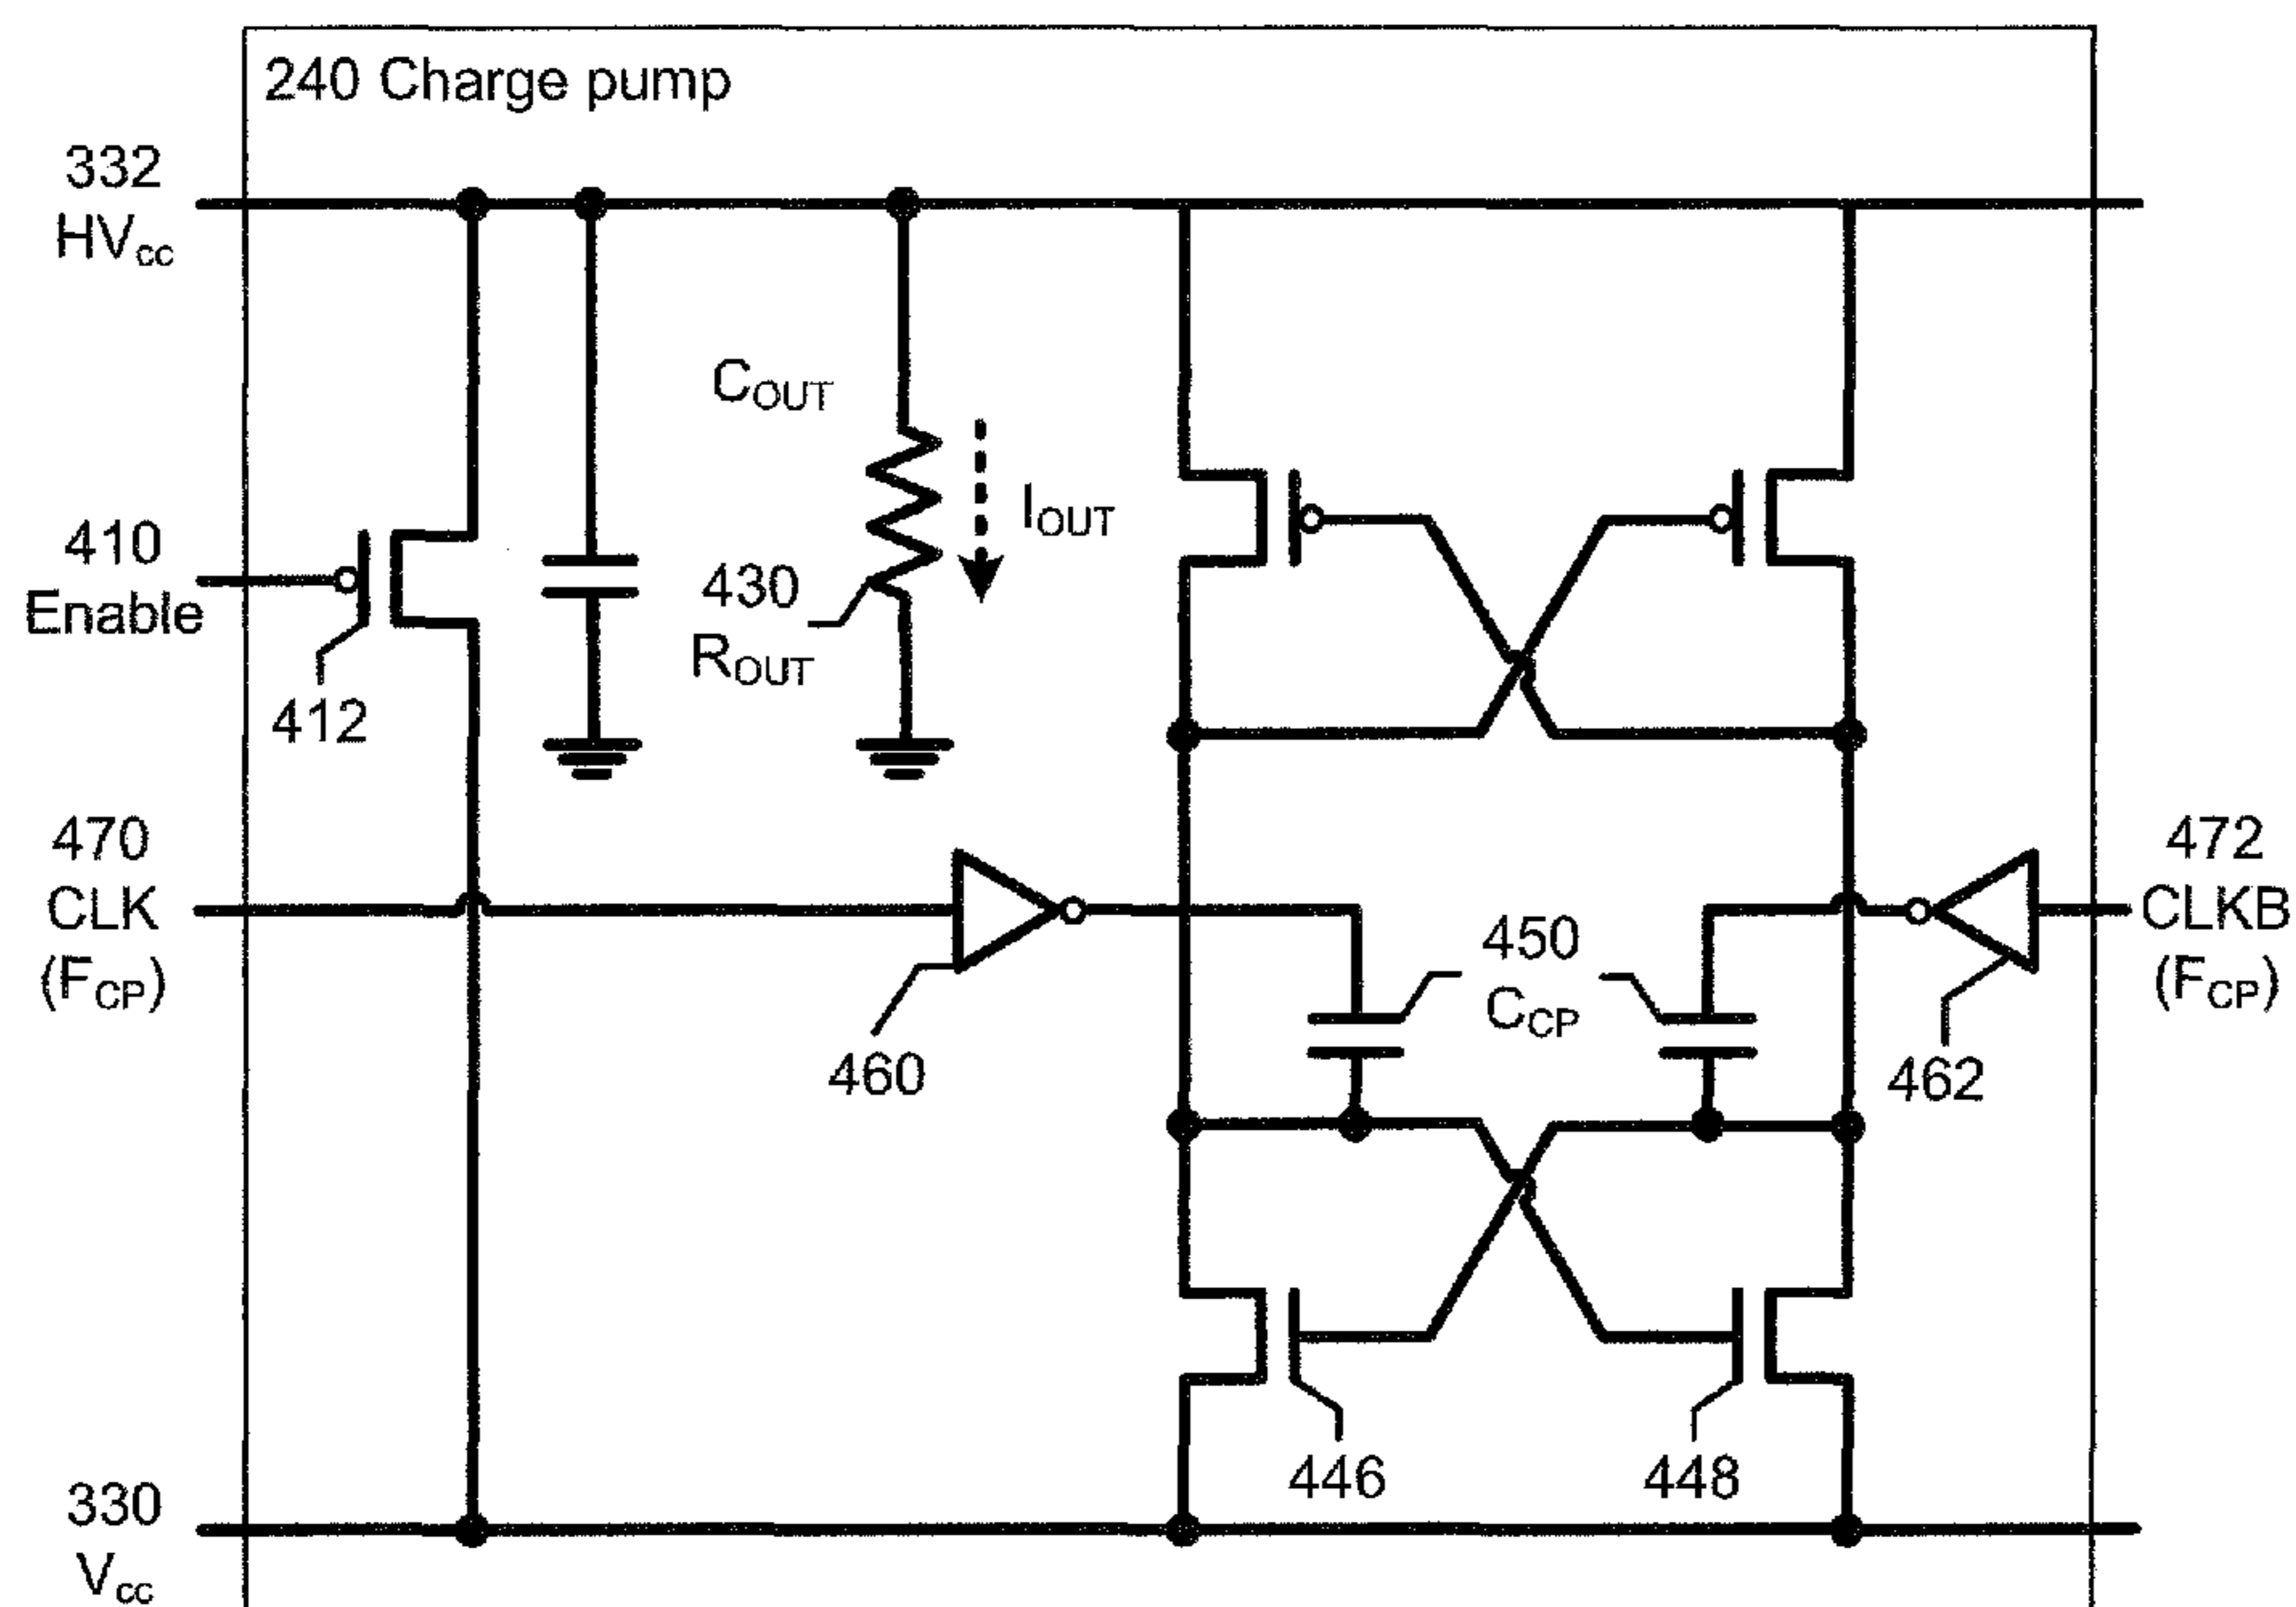 240 Charge pump
332
HVcc
COUT
IOUT
410
Enable
430
ROUT
412
470
CLK
(FCP)
450
CCP
472
CLKB
(FCP)
460
462
446
448
330
Vcc